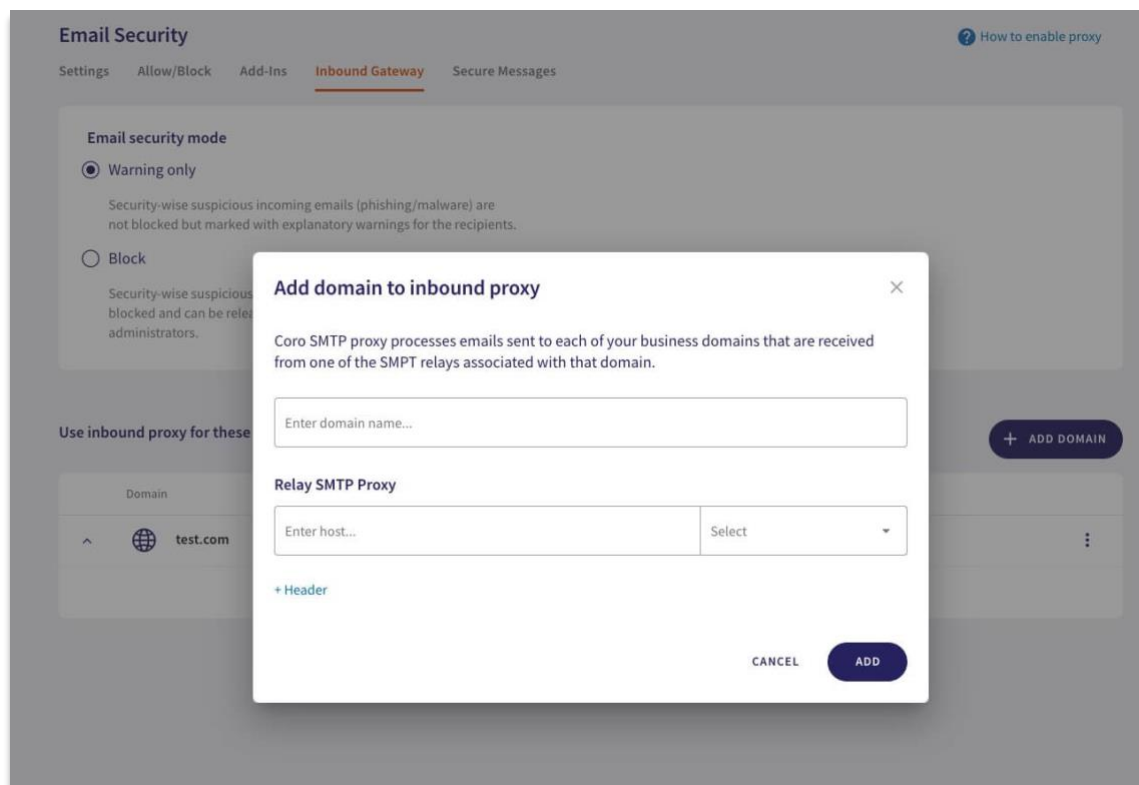 Email Security
How to enable proxy
Settings Allow/Block Add-Ins Inbound Gateway Secure Messages
Email security mode
Warning only
Security-wise suspicious incoming emails (phishing/malware) are
not blocked but marked with explanatory warnings for the recipients.
Block
Security-wise suspicious
blocked and can be
administrators.
Add domain to inbound proxy
Coro SMTP proxy processes emails sent to each of your business domains that are received
from one of the SMPT relays associated with that domain.
Enter domain name...
Relay SMTP Proxy
Enter host... Select
+ Header
CANCEL ADD
Use inbound proxy for these
+ ADD DOMAIN
Domain
test.com